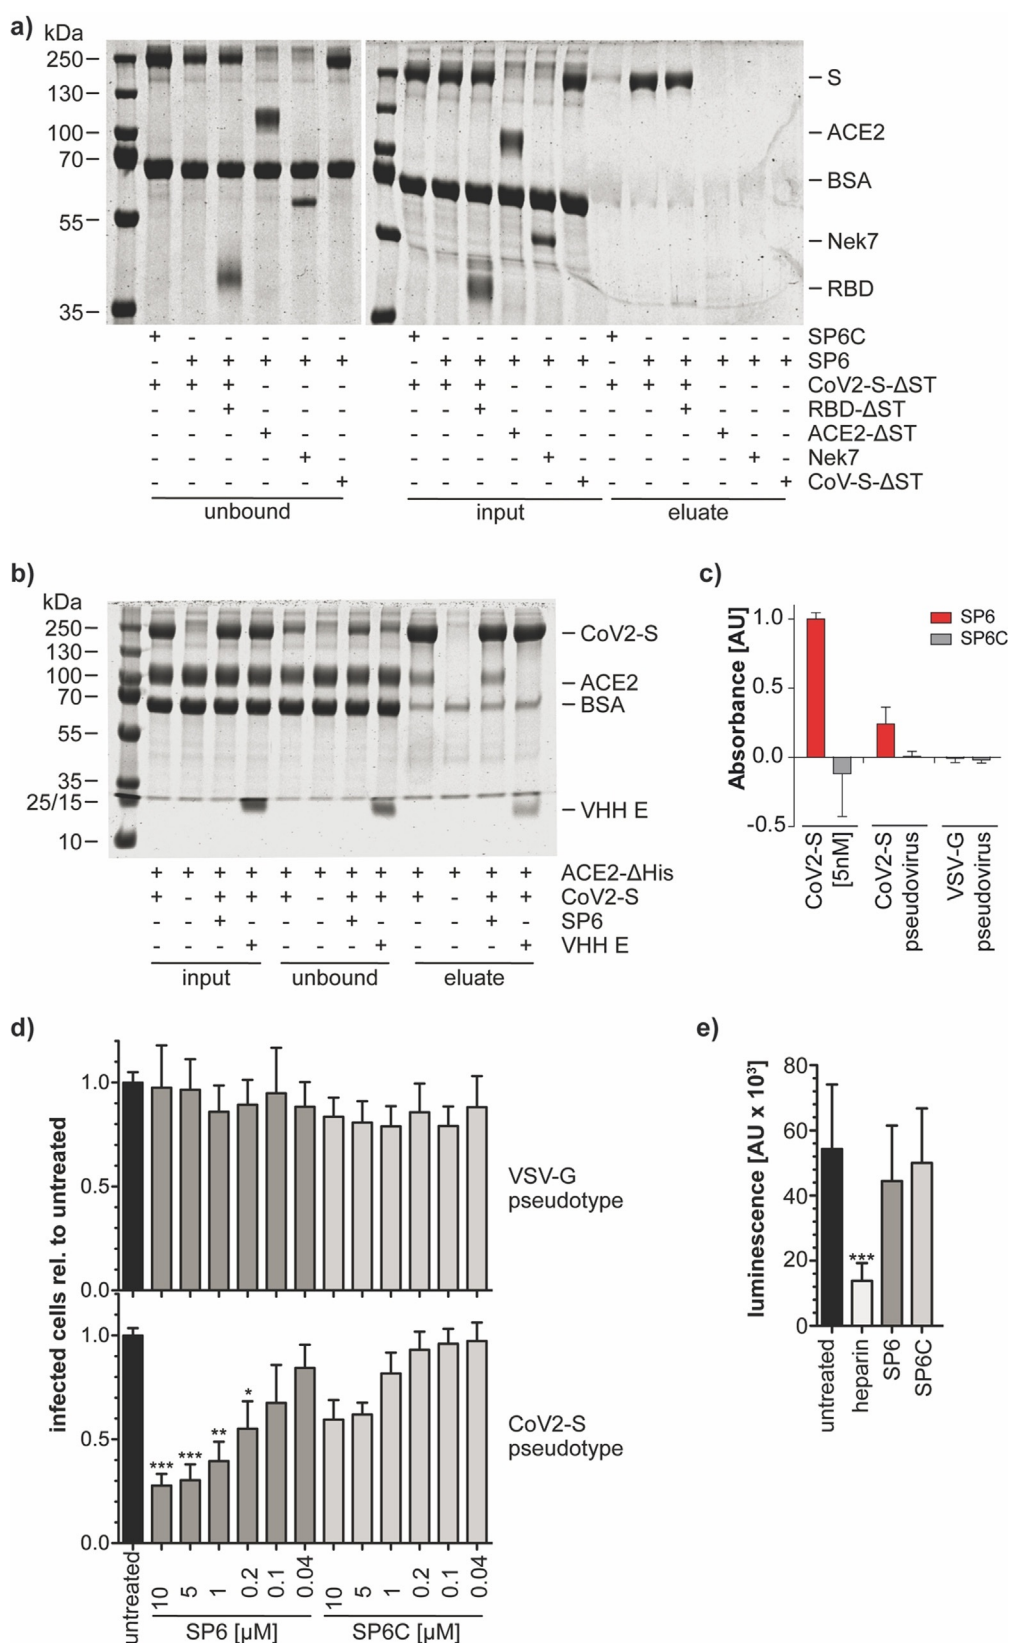 a)
kDa
250
130
100
70
55
35
S
ACE2
BSA
Nek7
RBD
+ - - - - - + - - - - - + - - - - - SP6C
- + + + + + - + + + + + - + + + + + SP6
+ + + - - - + + + - - - + + + - - - CoV2-S-ΔST
- - + - - - - - + - - - - - + - - - RBD-ΔST
- - - + - - - - - + - - - - - + - - ACE2-ΔST
- - - - + - - - - - + - - - - - + - Nek7
- - - - - + - - - - - + - - - - - + CoV-S-ΔST
unbound input eluate
b)
kDa
250
130
100
70
55
35
25/15
10
CoV2-S
ACE2
BSA
VHH E
+ + + + + + + + + + + + ACE2-ΔHis
+ - + + + - + + + - + + CoV2-S
- - + - - - + - - - + - SP6
- - - + - - - + - - - + VHH E
input unbound eluate
c)
Absorbance [AU]
1.0
0.5
0.0
-0.5
SP6
SP6C
CoV2-S
[5nM]
CoV2-S
pseudovirus
VSV-G
pseudovirus
d)
infected cells rel. to untreated
1.0
0.5
0.0
VSV-G
pseudotype
1.0
0.5
0.0
*** *** ** *
CoV2-S
pseudotype
untreated 10 5 1 0.2 0.1 0.04 10 5 1 0.2 0.1 0.04
SP6 [µM] SP6C [µM]
e)
luminescence [AU x 10³]
80
60
40
20
0
***
untreated heparin SP6 SP6C